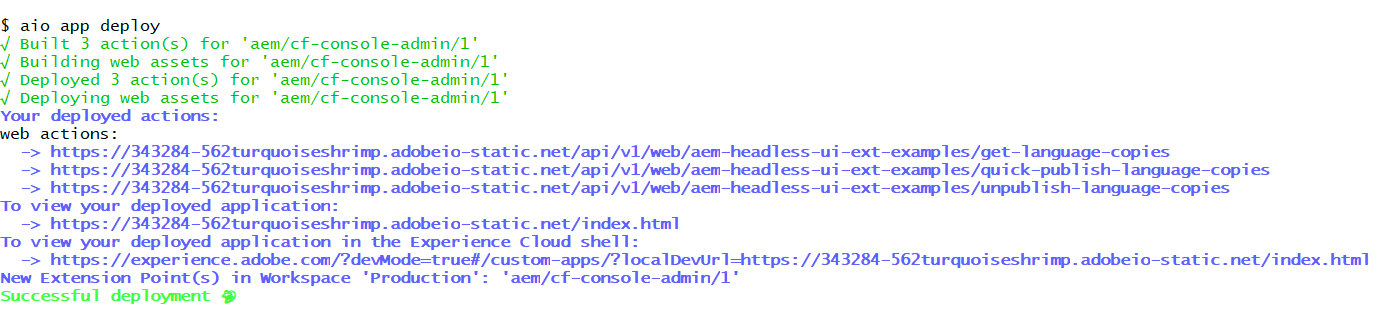 $ aio app deploy
√ Built 3 action(s) for 'aem/cf-console-admin/1'
√ Building web assets for 'aem/cf-console-admin/1'
√ Deployed 3 action(s) for 'aem/cf-console-admin/1'
√ Deploying web assets for 'aem/cf-console-admin/1'
Your deployed actions:
web actions:
  -> https://343284-562turquoiseshrimp.adobeio-static.net/api/v1/web/aem-headless-ui-ext-examples/get-language-copies
  -> https://343284-562turquoiseshrimp.adobeio-static.net/api/v1/web/aem-headless-ui-ext-examples/quick-publish-language-copies
  -> https://343284-562turquoiseshrimp.adobeio-static.net/api/v1/web/aem-headless-ui-ext-examples/unpublish-language-copies
To view your deployed application:
  -> https://343284-562turquoiseshrimp.adobeio-static.net/index.html
To view your deployed application in the Experience Cloud shell:
  -> https://experience.adobe.com/?devMode=true#/custom-apps/?localDevUrl=https://343284-562turquoiseshrimp.adobeio-static.net/index.html
New Extension Point(s) in Workspace 'Production': 'aem/cf-console-admin/1'
Successful deployment